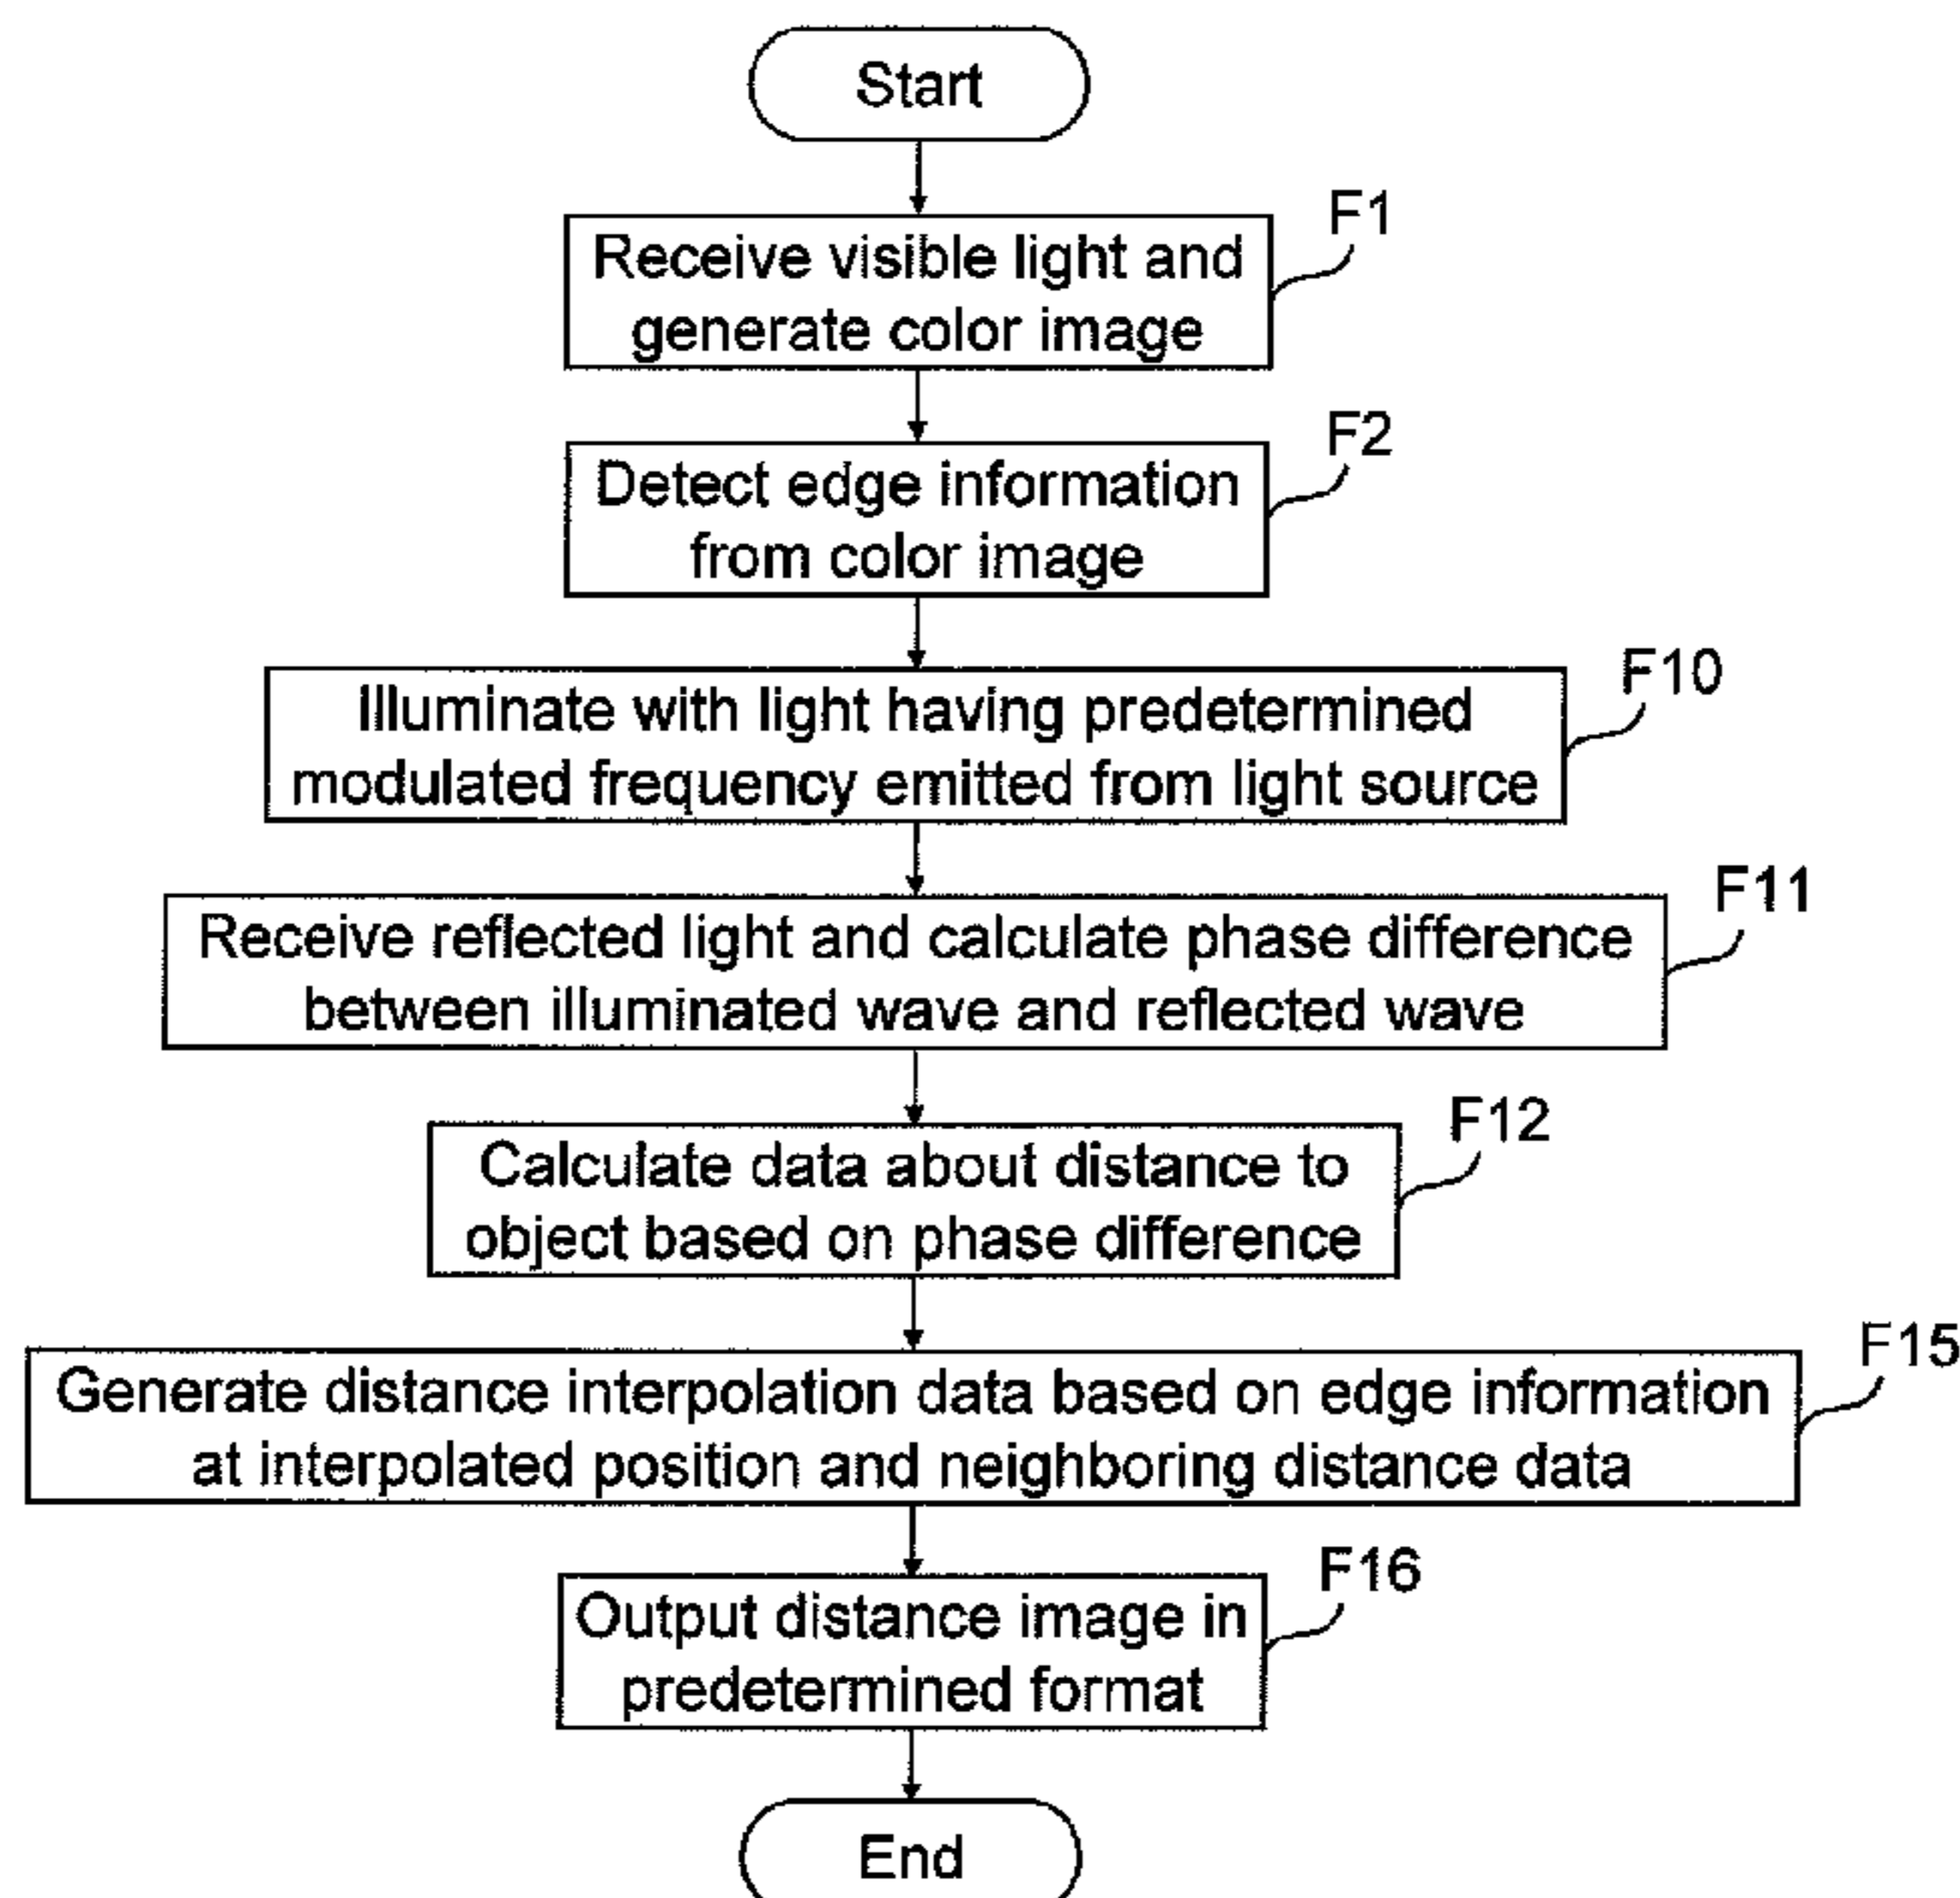 Start
F1
Receive visible light and
generate color image
F2
Detect edge information
from color image
F10
Illuminate with light having predetermined
modulated frequency emitted from light source
F11
Receive reflected light and calculate phase difference
between illuminated wave and reflected wave
F12
Calculate data about distance to
object based on phase difference
F15
Generate distance interpolation data based on edge information
at interpolated position and neighboring distance data
F16
Output distance image in
predetermined format
End